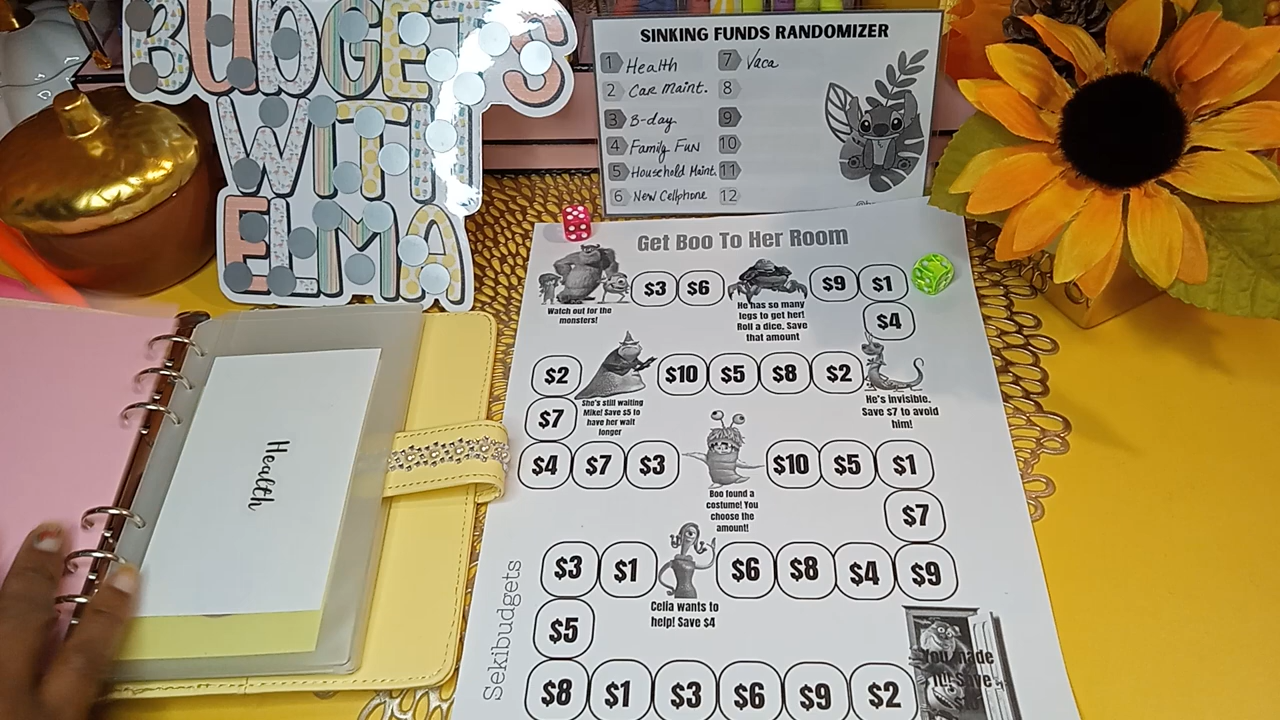 BUDGETS
WITH
ELMA
SINKING FUNDS RANDOMIZER
1 Health
2 Car Maint.
3 B-day
4 Family Fun
5 Household Maint.
6 New Cellphone
7 Vaca
8
9
10
11
12
Health
Get Boo To Her Room
Watch out for the
monsters!
$3 $6
He has so many
legs to get her!
Roll a dice. Save
that amount
$9 $1
$4
$2
She's still waiting
Mike! Save $5 to
have her wait
longer
$10 $5 $8 $2
He's invisible.
Save $7 to avoid
him!
$7
$4 $7 $3
Boo found a
costume! You
choose the
amount!
$10 $5 $1
$7
$3 $1
Celia wants to
help! Save $4
$6 $8 $4 $9
$5
$8 $1 $3 $6 $9 $2
You made
it! Save
Sekibudgets